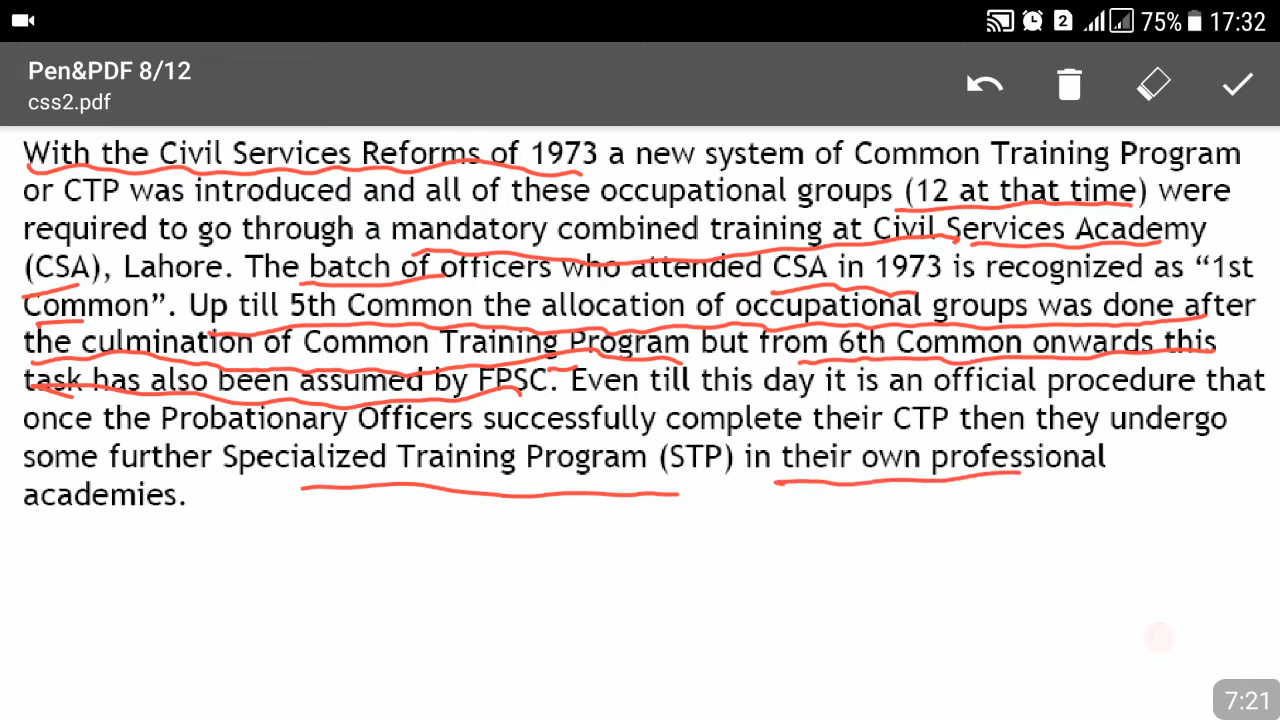 2 75% 17:32
Pen&PDF 8/12
css2.pdf
With the Civil Services Reforms of 1973 a new system of Common Training Program
or CTP was introduced and all of these occupational groups (12 at that time) were
required to go through a mandatory combined training at Civil Services Academy
(CSA), Lahore. The batch of officers who attended CSA in 1973 is recognized as “1st
Common”. Up till 5th Common the allocation of occupational groups was done after
the culmination of Common Training Program but from 6th Common onwards this
task has also been assumed by FPSC. Even till this day it is an official procedure that
once the Probationary Officers successfully complete their CTP then they undergo
some further Specialized Training Program (STP) in their own professional
academies.
7:21